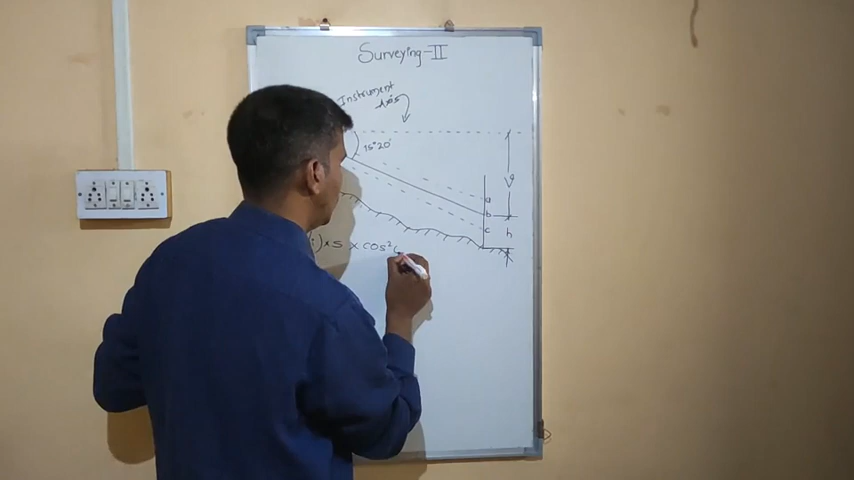 Surveying-II
Instrument
Axis
15°20'
V
a
b
c
h
i) × S × COS²(